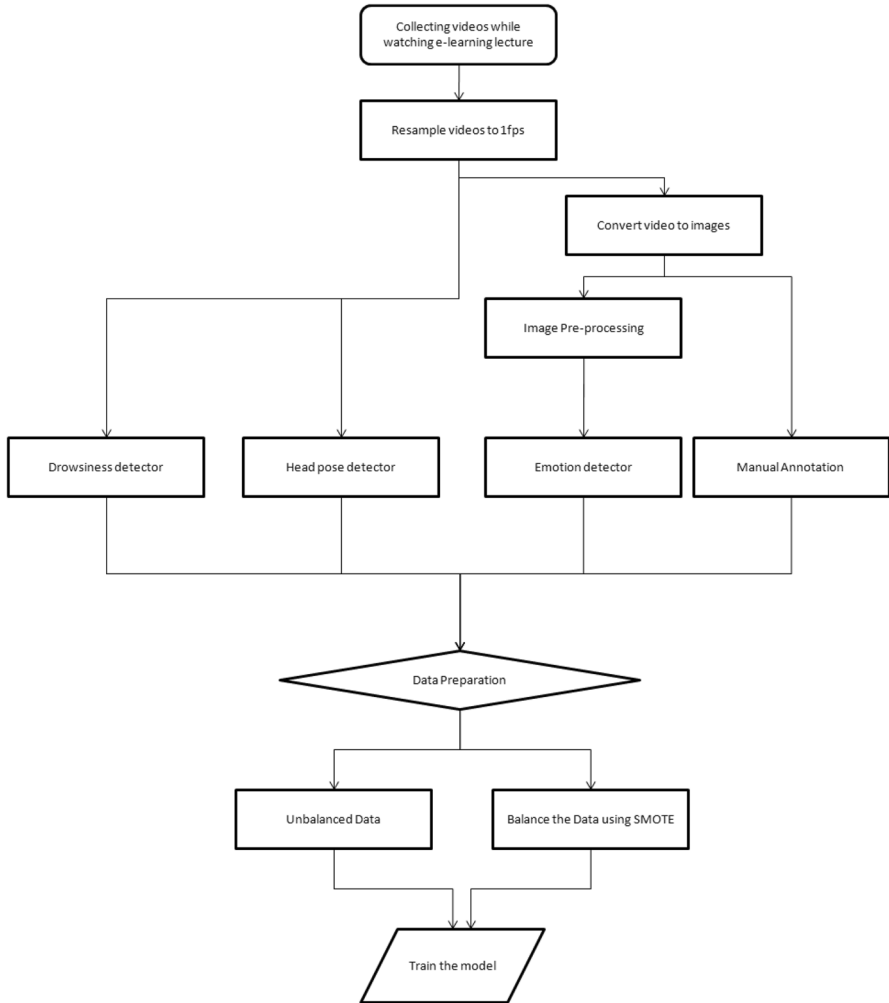 Collecting videos while
watching e-learning lecture
Resample videos to 1fps
Convert video to images
Image Pre-processing
Drowsiness detector
Head pose detector
Emotion detector
Manual Annotation
Data Preparation
Unbalanced Data
Balance the Data using SMOTE
Train the model